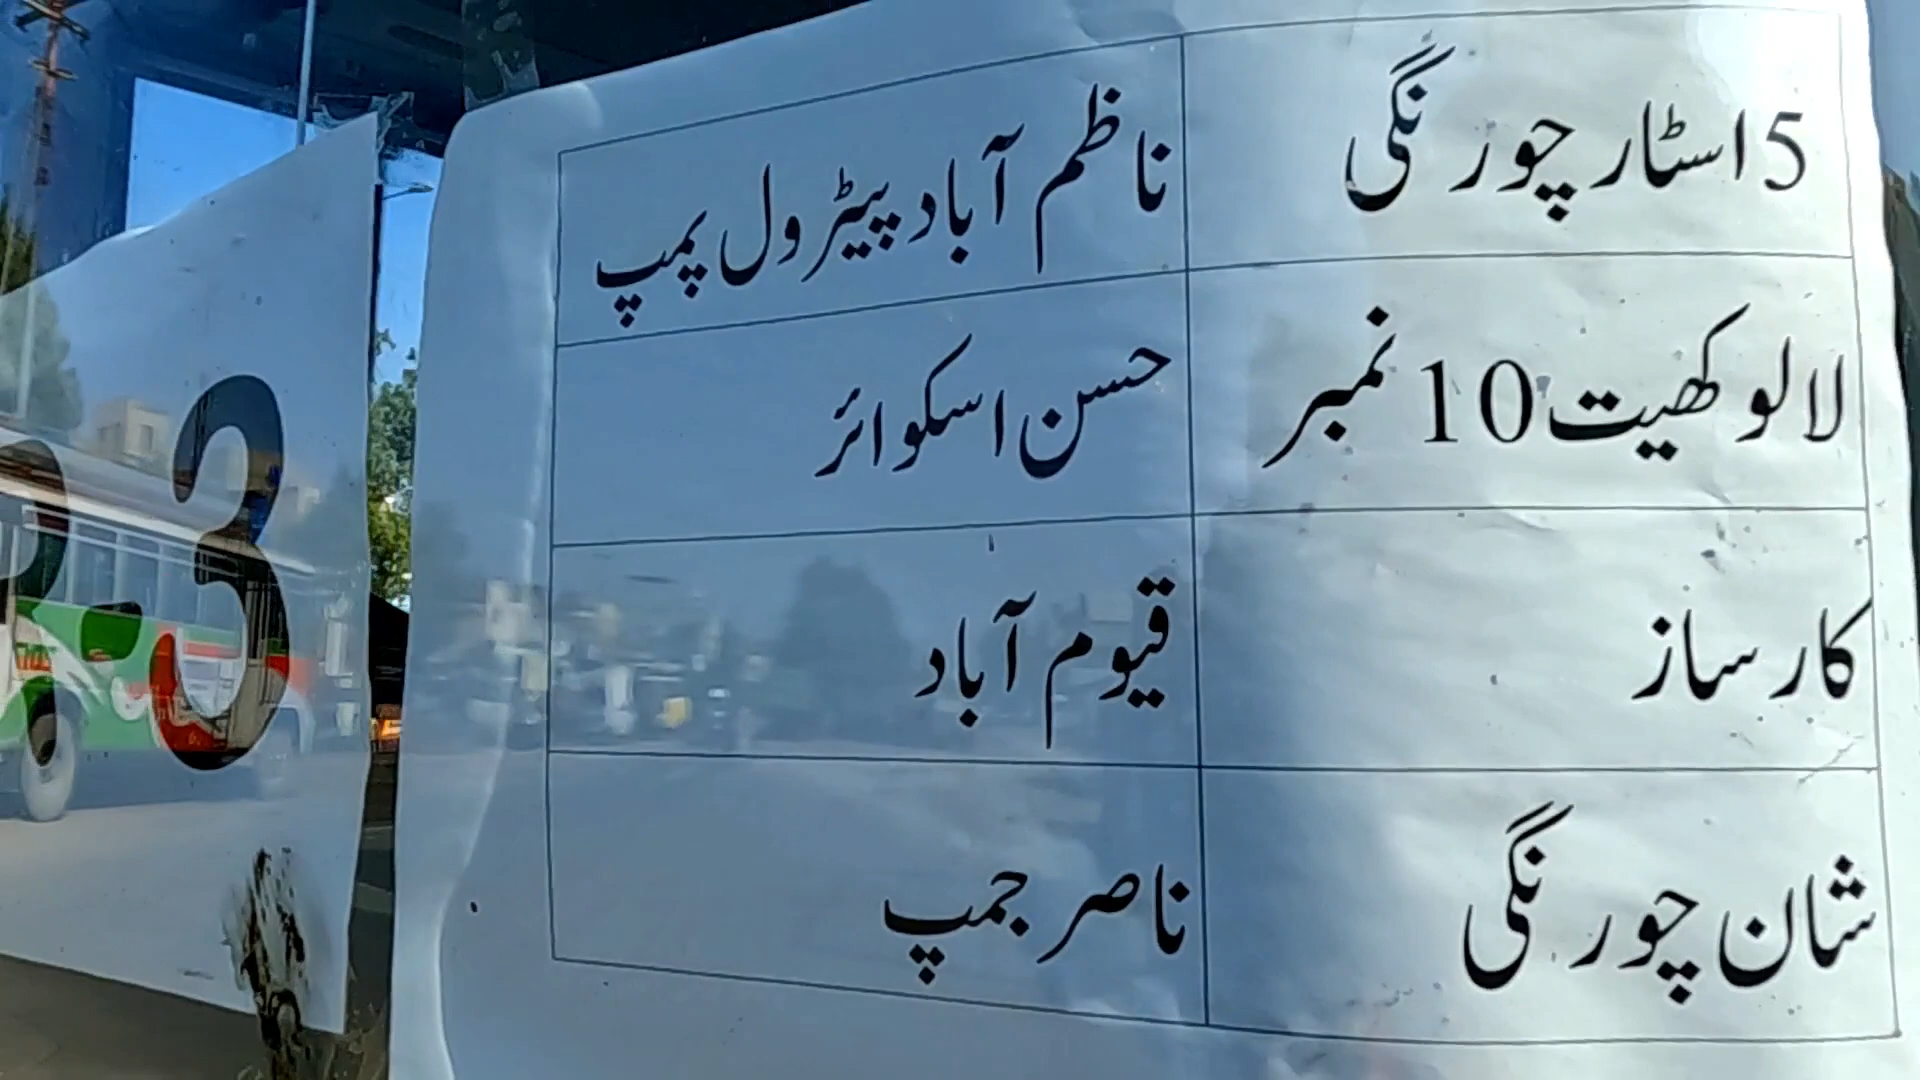 5 اسٹار چورنگی ناظم آباد پیٹرول پمپ
لالو کھیت 10 نمبر حسن اسکوائر
کارساز قیوم آباد
شان چورنگی ناصر جمپ
R-3